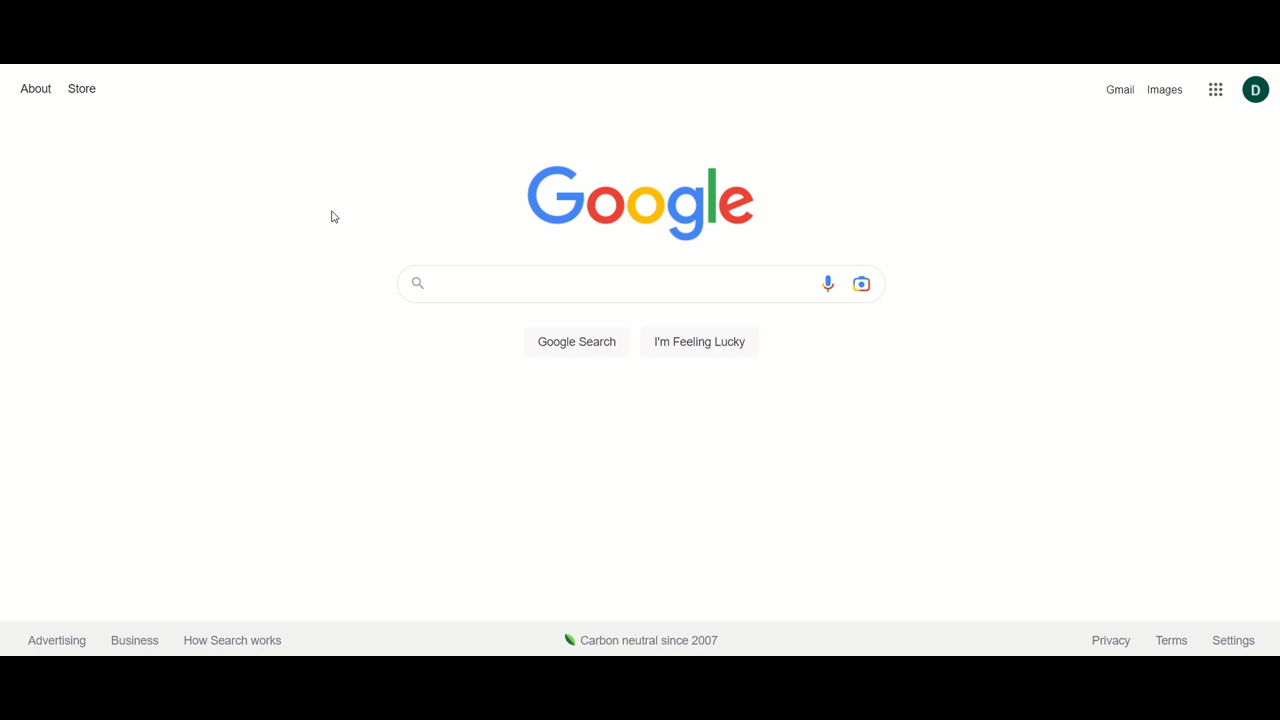 About Store
Gmail Images
D
Google
Google Search
I'm Feeling Lucky
Advertising Business How Search works
Carbon neutral since 2007
Privacy Terms Settings